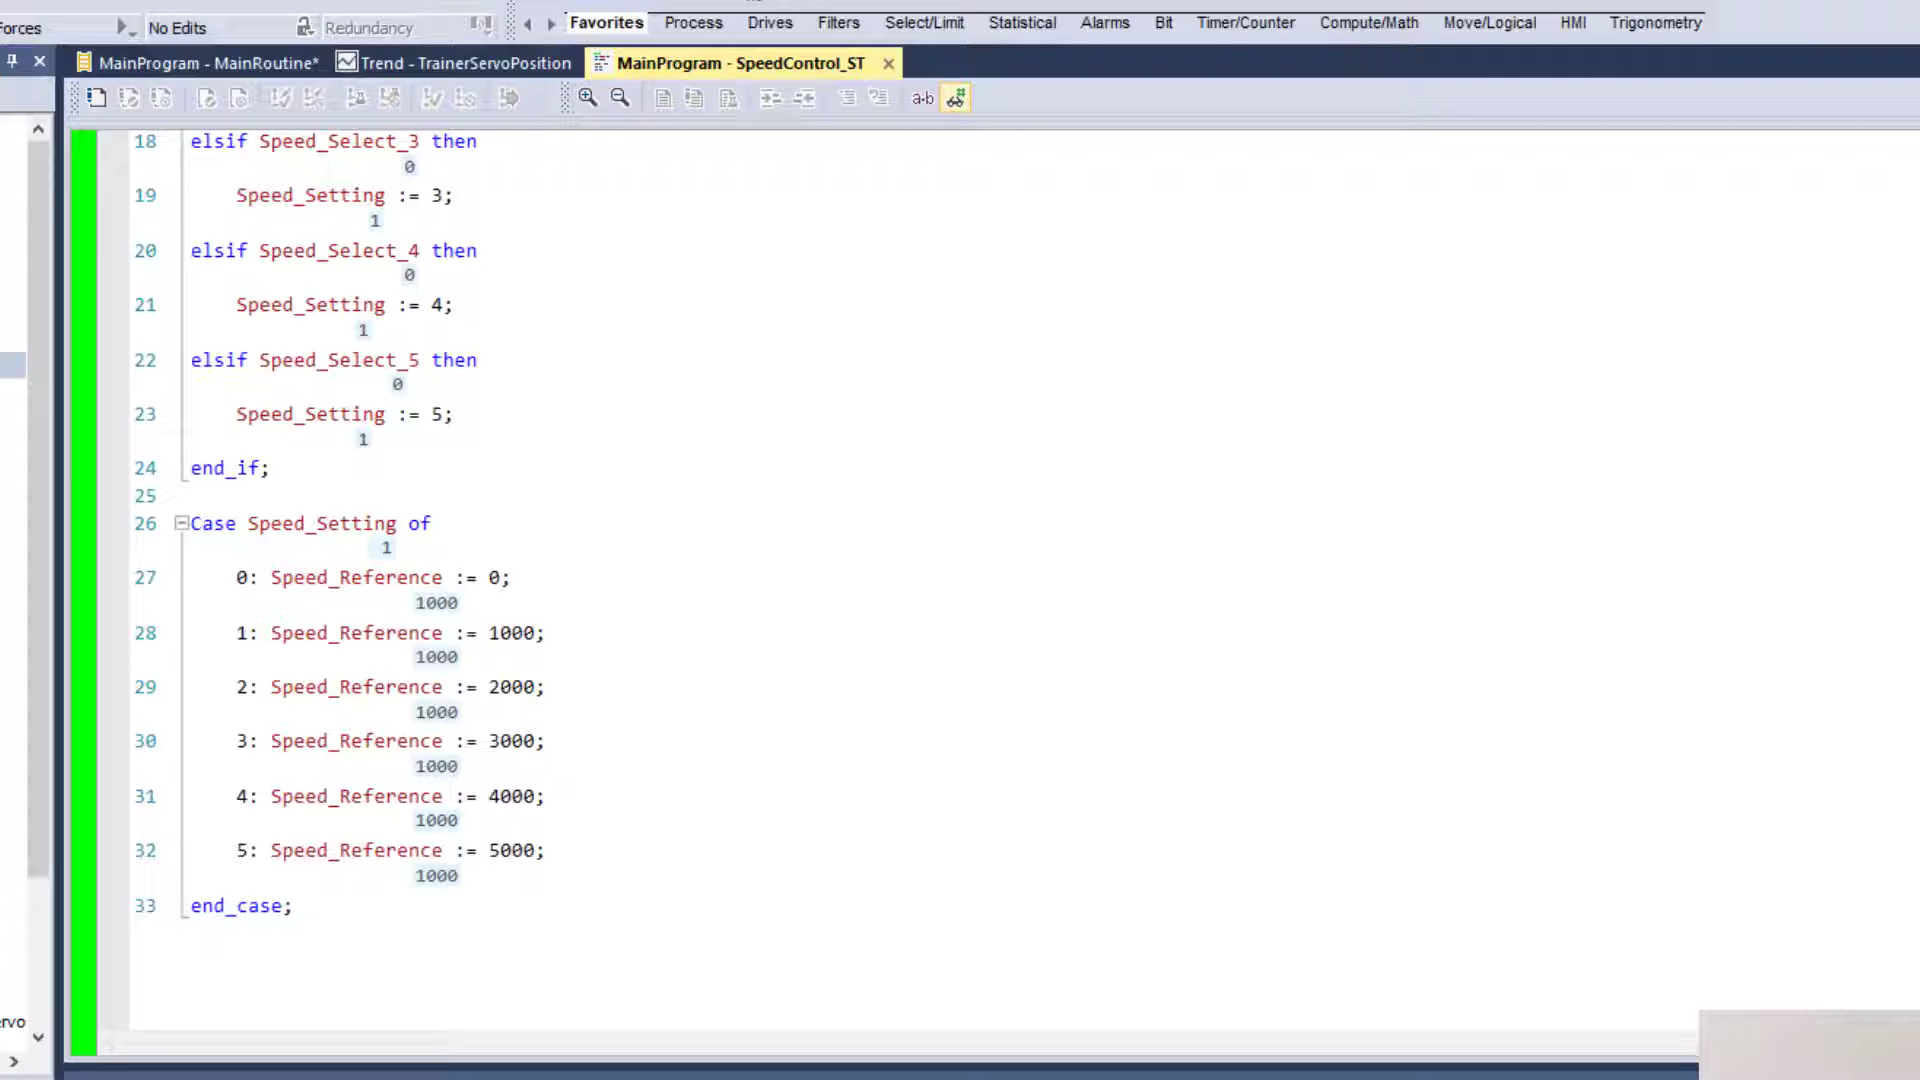 Forces No Edits Redundancy Favorites Process Drives Filters Select/Limit Statistical Alarms Bit Timer/Counter Compute/Math Move/Logical HMI Trigonometry
MainProgram - MainRoutine* Trend - TrainerServoPosition MainProgram - SpeedControl_ST
a-b
18 elsif Speed_Select_3 then
0
19 Speed_Setting := 3;
1
20 elsif Speed_Select_4 then
0
21 Speed_Setting := 4;
1
22 elsif Speed_Select_5 then
0
23 Speed_Setting := 5;
1
24 end_if;
25
26 Case Speed_Setting of
1
27 0: Speed_Reference := 0;
1000
28 1: Speed_Reference := 1000;
1000
29 2: Speed_Reference := 2000;
1000
30 3: Speed_Reference := 3000;
1000
31 4: Speed_Reference := 4000;
1000
32 5: Speed_Reference := 5000;
1000
33 end_case;
ervo